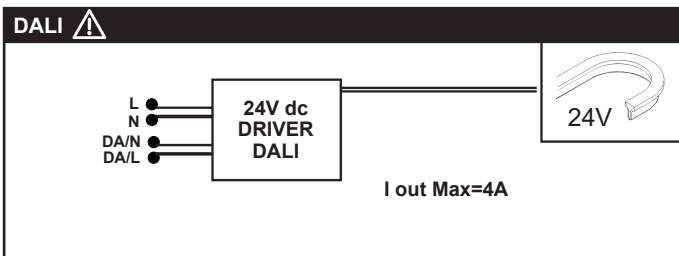 DALI
L
N
DA/N
DA/L
24V dc
DRIVER
DALI
24V
I out Max=4A